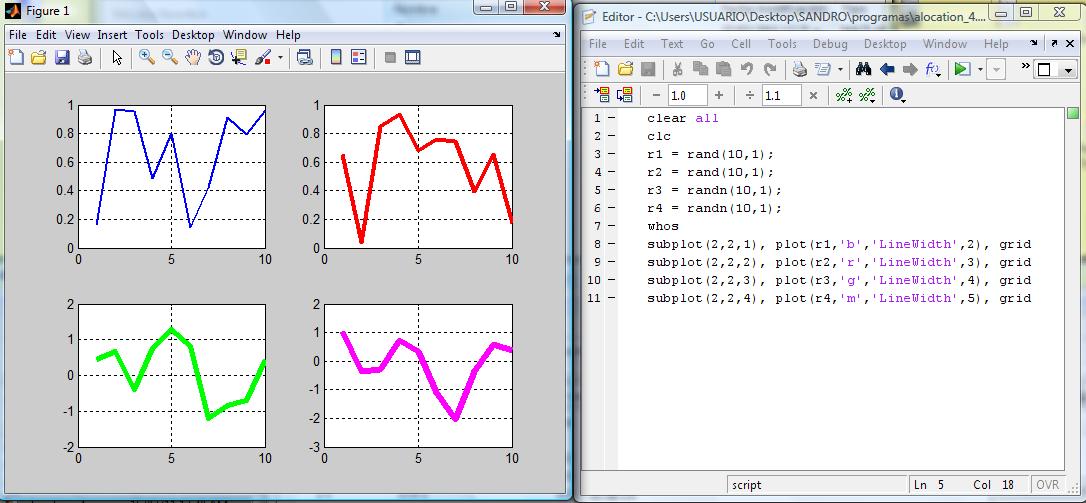 Figure 1
File Edit View Insert Tools Desktop Window Help
1
0.8
0.6
0.4
0.2
0
0 5 10
1
0.8
0.6
0.4
0.2
0
0 5 10
2
1
0
-1
-2
0 5 10
2
1
0
-1
-2
-3
0 5 10
Editor - C:\Users\USUARIO\Desktop\SANDRO\programas\alocation_4....
File Edit Text Go Cell Tools Debug Desktop Window Help
- 1.0 + ÷ 1.1 ×
1 - clear all
2 - clc
3 - r1 = rand(10,1);
4 - r2 = rand(10,1);
5 - r3 = randn(10,1);
6 - r4 = randn(10,1);
7 - whos
8 - subplot(2,2,1), plot(r1,'b','LineWidth',2), grid
9 - subplot(2,2,2), plot(r2,'r','LineWidth',3), grid
10 - subplot(2,2,3), plot(r3,'g','LineWidth',4), grid
11 - subplot(2,2,4), plot(r4,'m','LineWidth',5), grid
script Ln 5 Col 18 OVR